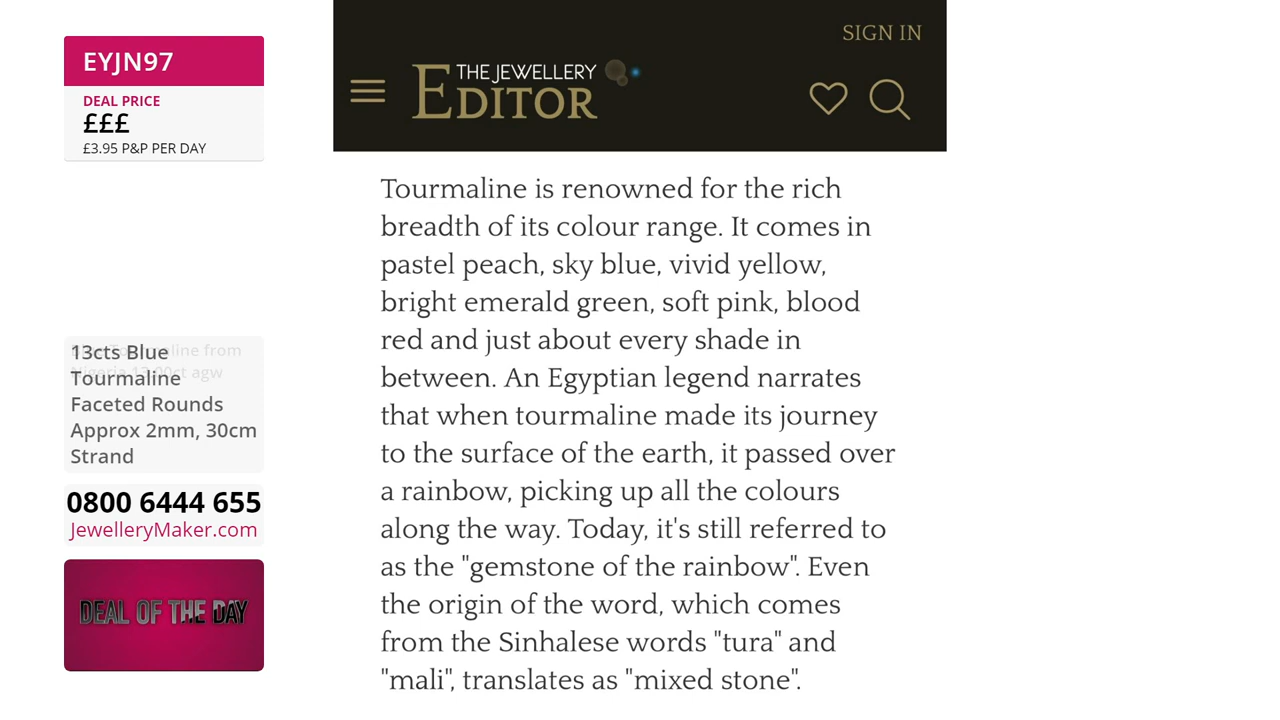 EYJN97
DEAL PRICE
£££
£3.95 P&P PER DAY
13cts Blue
Tourmaline
Faceted Rounds
Approx 2mm, 30cm
Strand
0800 6444 655
JewelleryMaker.com
DEAL OF THE DAY
SIGN IN
THE JEWELLERY
EDITOR
Tourmaline is renowned for the rich
breadth of its colour range. It comes in
pastel peach, sky blue, vivid yellow,
bright emerald green, soft pink, blood
red and just about every shade in
between. An Egyptian legend narrates
that when tourmaline made its journey
to the surface of the earth, it passed over
a rainbow, picking up all the colours
along the way. Today, it's still referred to
as the "gemstone of the rainbow". Even
the origin of the word, which comes
from the Sinhalese words "tura" and
"mali", translates as "mixed stone".